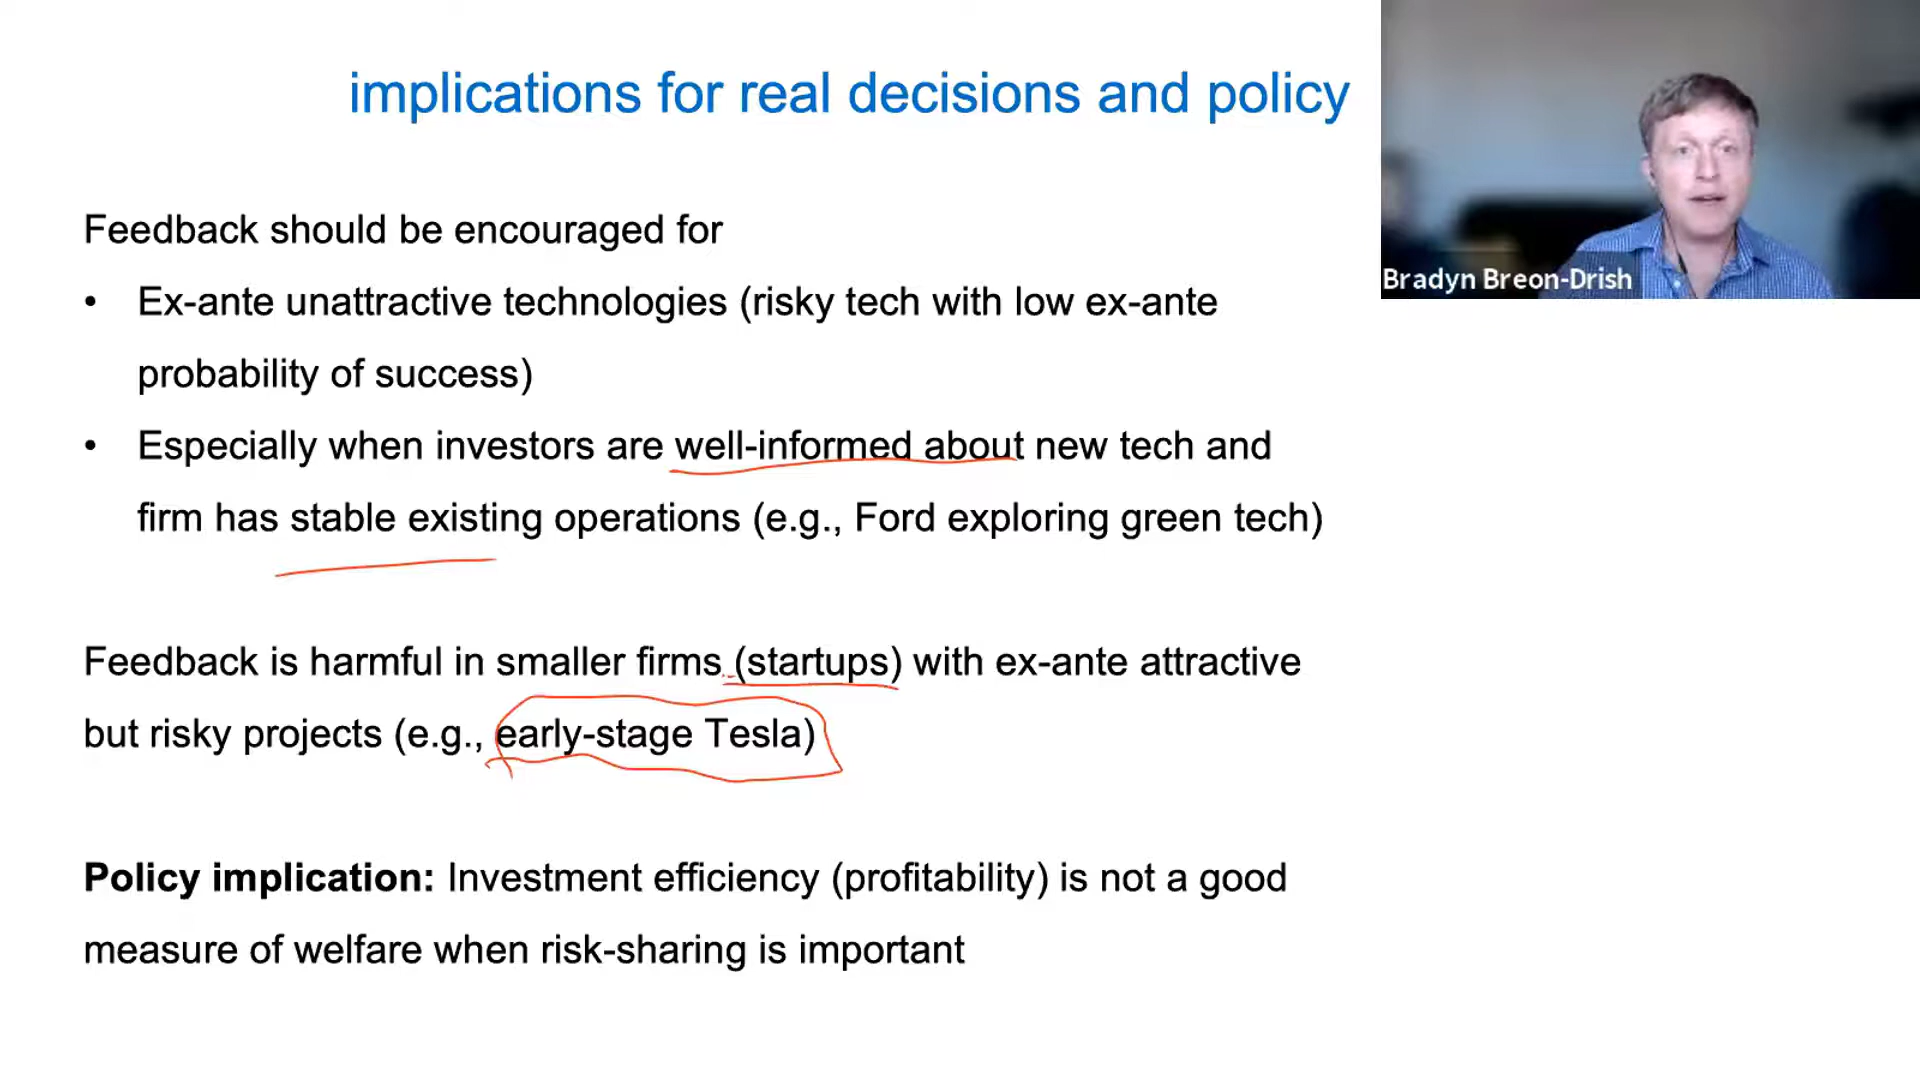 implications for real decisions and policy
Bradyn Breon-Drish
Feedback should be encouraged for
• Ex-ante unattractive technologies (risky tech with low ex-ante
probability of success)
• Especially when investors are well-informed about new tech and
firm has stable existing operations (e.g., Ford exploring green tech)
Feedback is harmful in smaller firms (startups) with ex-ante attractive
but risky projects (e.g., early-stage Tesla)
Policy implication: Investment efficiency (profitability) is not a good
measure of welfare when risk-sharing is important